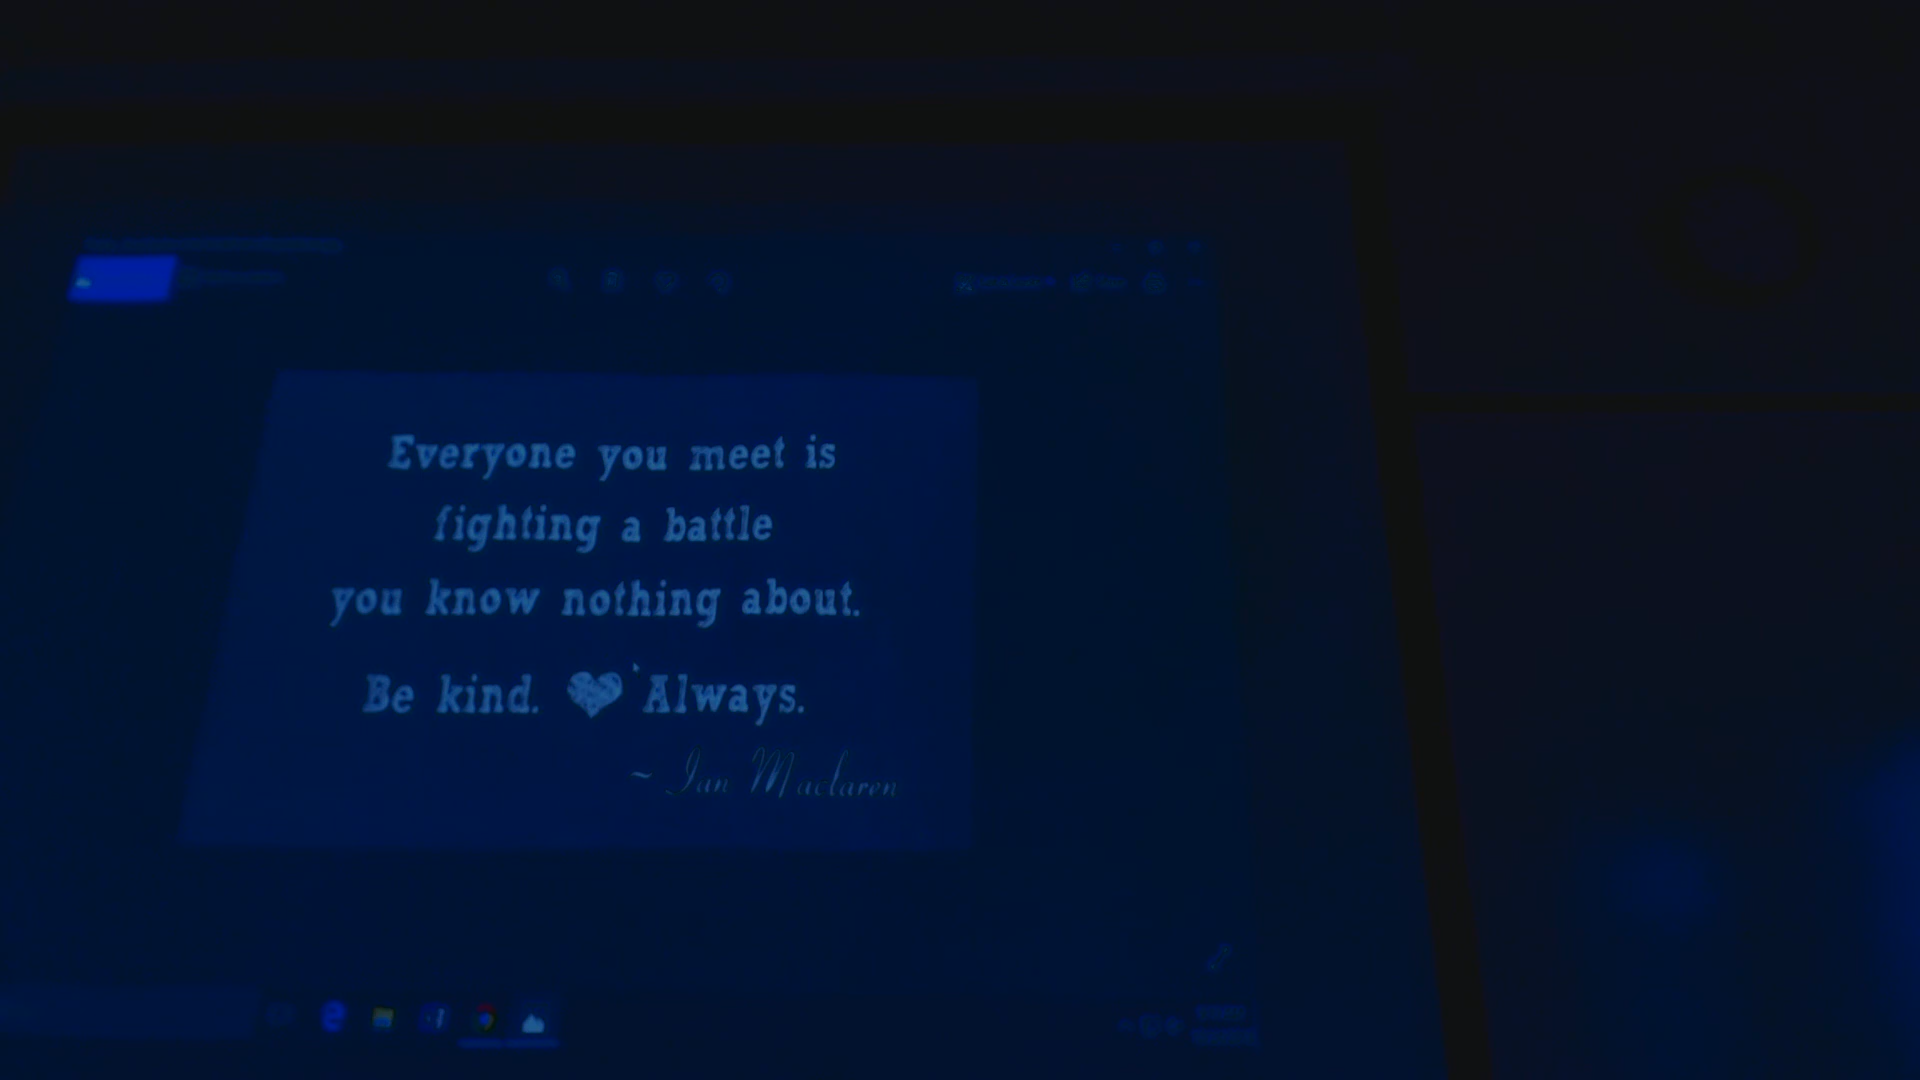 Everyone you meet is
fighting a battle
you know nothing about.
Be kind. Always.
~ Ian Maclaren